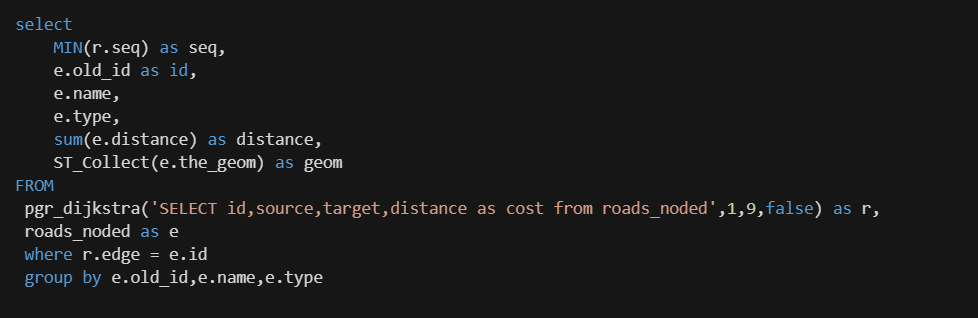 select
    MIN(r.seq) as seq,
    e.old_id as id,
    e.name,
    e.type,
    sum(e.distance) as distance,
    ST_Collect(e.the_geom) as geom
FROM
 pgr_dijkstra('SELECT id,source,target,distance as cost from roads_noded',1,9,false) as r,
 roads_noded as e
 where r.edge = e.id
 group by e.old_id,e.name,e.type